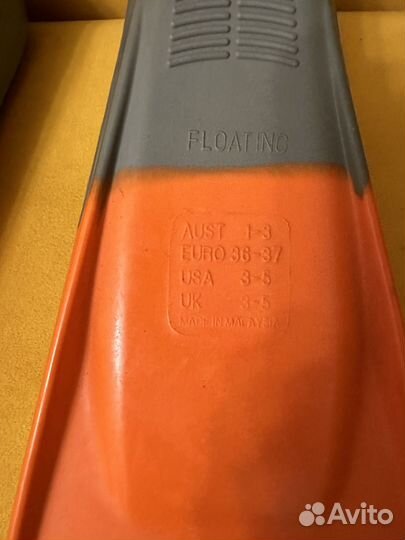 FLOATING
AUST 1-3
EURO 36-37
USA 3-5
UK 3-5
MADE IN MALAYSIA
Avito